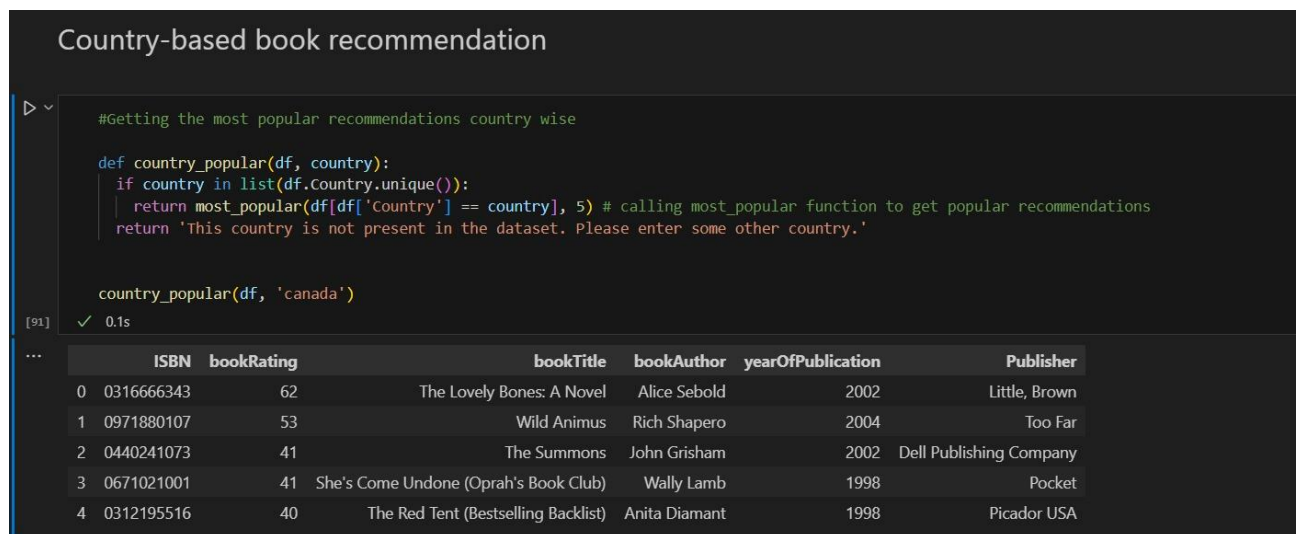 Country-based book recommendation
#Getting the most popular recommendations country wise
def country_popular(df, country):
if country in list(df.Country.unique()):
return most_popular(df[df['Country'] == country], 5) # calling most_popular function to get popular recommendations
return 'This country is not present in the dataset. Please enter some other country.'
country_popular(df, 'canada')
[91] ✓ 0.1s
... ISBN bookRating bookTitle bookAuthor yearOfPublication Publisher
0 0316666343 62 The Lovely Bones: A Novel Alice Sebold 2002 Little, Brown
1 0971880107 53 Wild Animus Rich Shapero 2004 Too Far
2 0440241073 41 The Summons John Grisham 2002 Dell Publishing Company
3 0671021001 41 She's Come Undone (Oprah's Book Club) Wally Lamb 1998 Pocket
4 0312195516 40 The Red Tent (Bestselling Backlist) Anita Diamant 1998 Picador USA